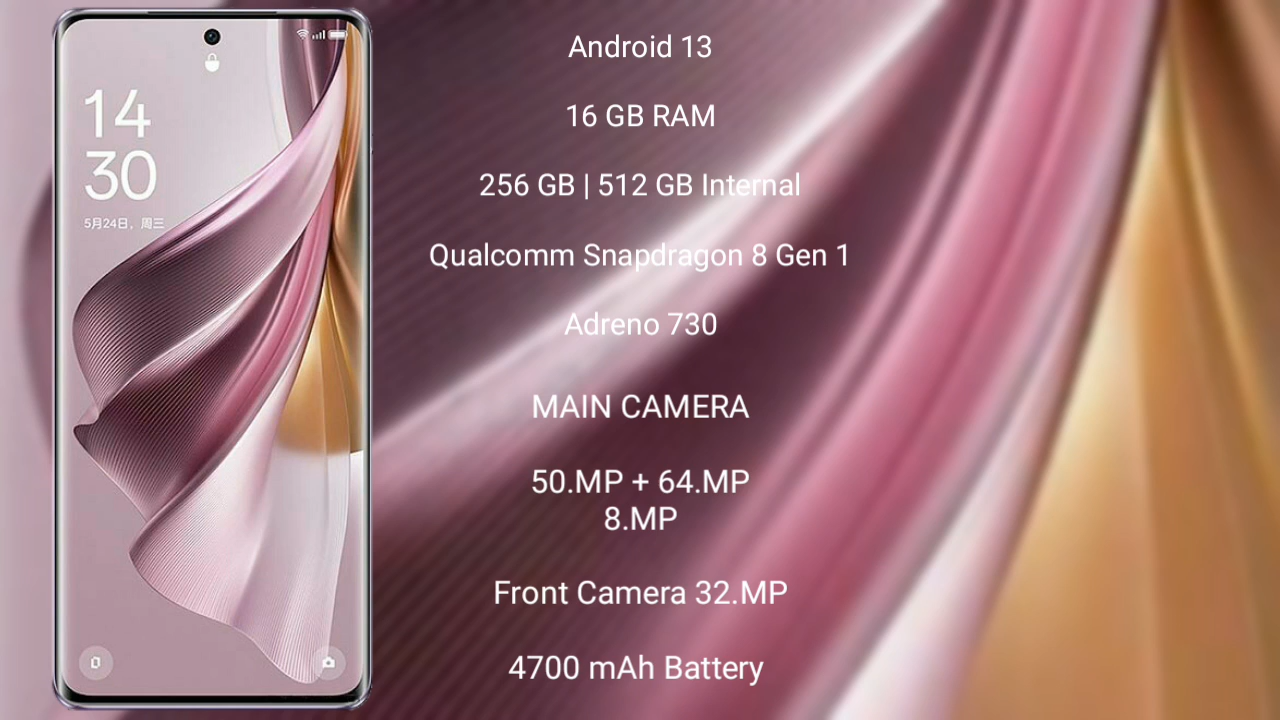 14
30
5月24日，周三
Android 13
16 GB RAM
256 GB | 512 GB Internal
Qualcomm Snapdragon 8 Gen 1
Adreno 730
MAIN CAMERA
50.MP + 64.MP
8.MP
Front Camera 32.MP
4700 mAh Battery